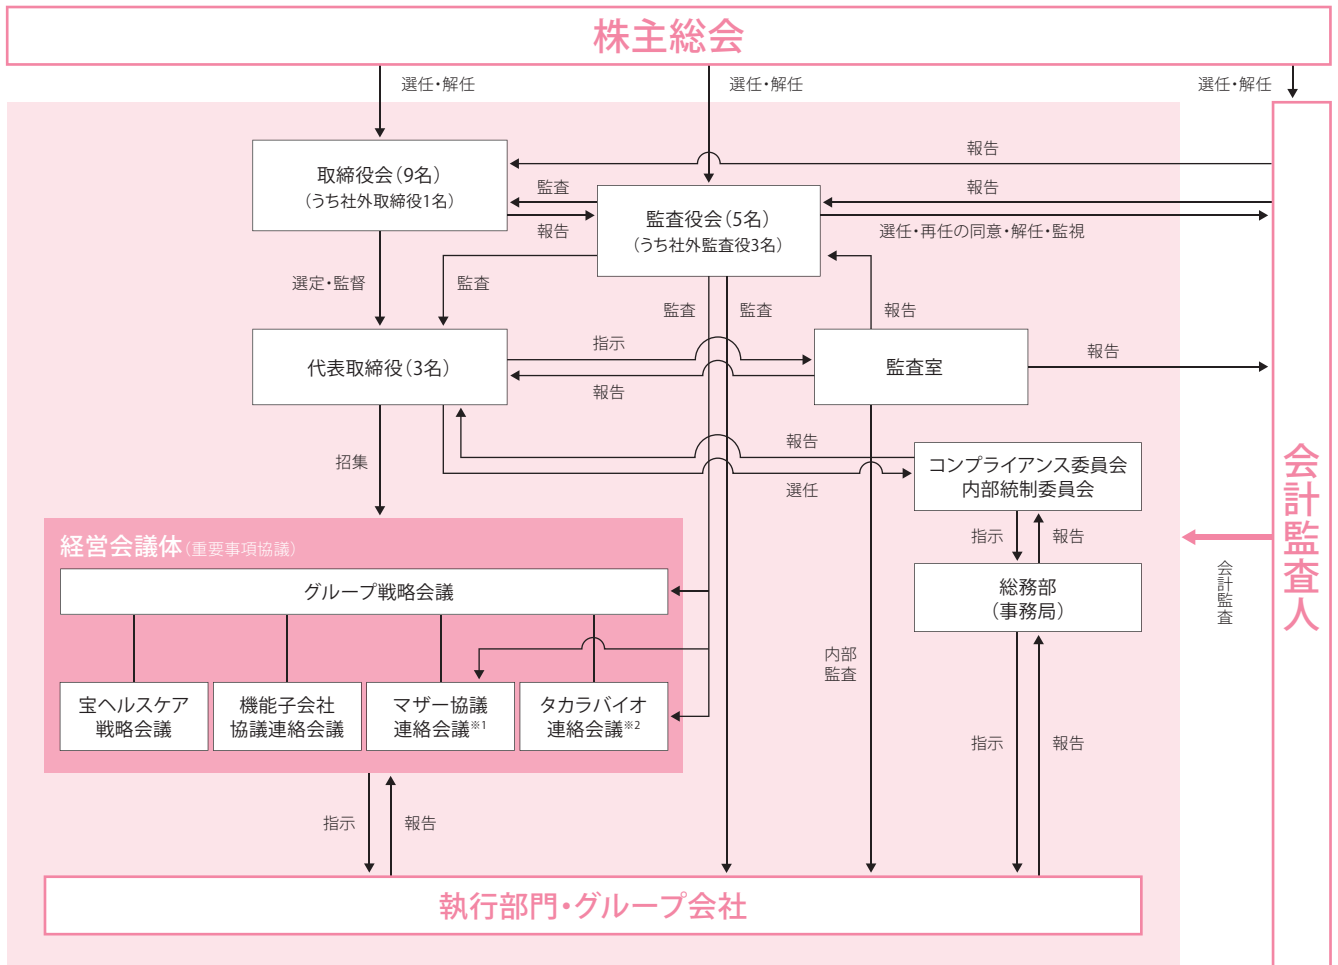 株主総会
選任・解任
選任・解任
選任・解任
取締役会（9名）
（うち社外取締役1名）
報告
監査
報告
監査役会（5名）
（うち社外監査役3名）
報告
選任・再任の同意・解任・監視
選定・監督
監査
監査
監査
報告
代表取締役（3名）
指示
報告
監査室
報告
招集
報告
選任
コンプライアンス委員会
内部統制委員会
指示
報告
総務部
（事務局）
会計監査人
会計監査
経営会議体（重要事項協議）
グループ戦略会議
宝ヘルスケア
戦略会議
機能子会社
協議連絡会議
マザー協議
連絡会議※1
タカラバイオ
連絡会議※2
内部
監査
指示
報告
指示
報告
執行部門・グループ会社